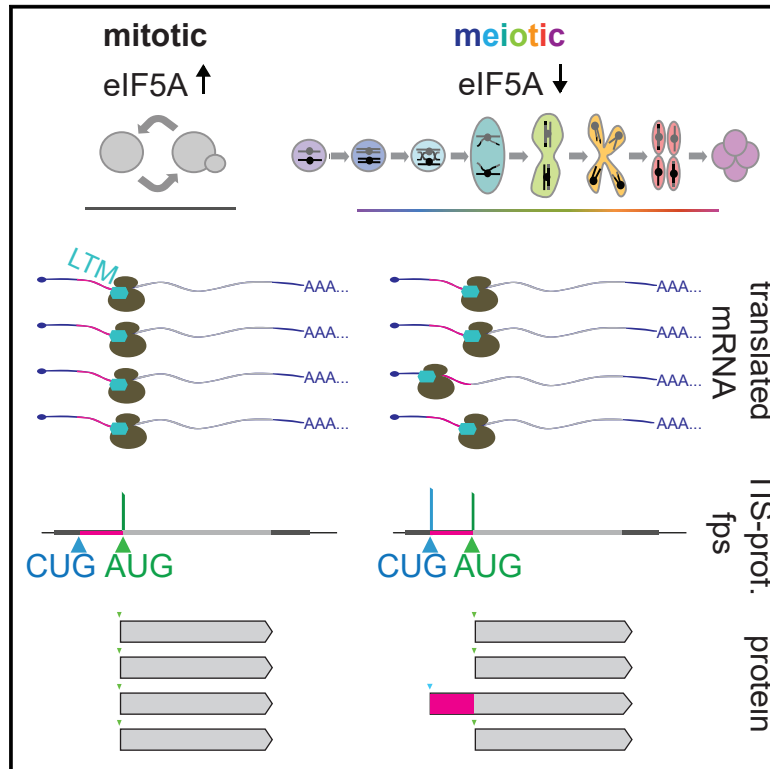 mitotic
eIF5A
meiotic
eIF5A
LTM
AAA...
AAA...
AAA...
AAA...
AAA...
AAA...
AAA...
AAA...
translated
mRNA
CUG AUG
CUG AUG
TIS-prof.
fps
protein